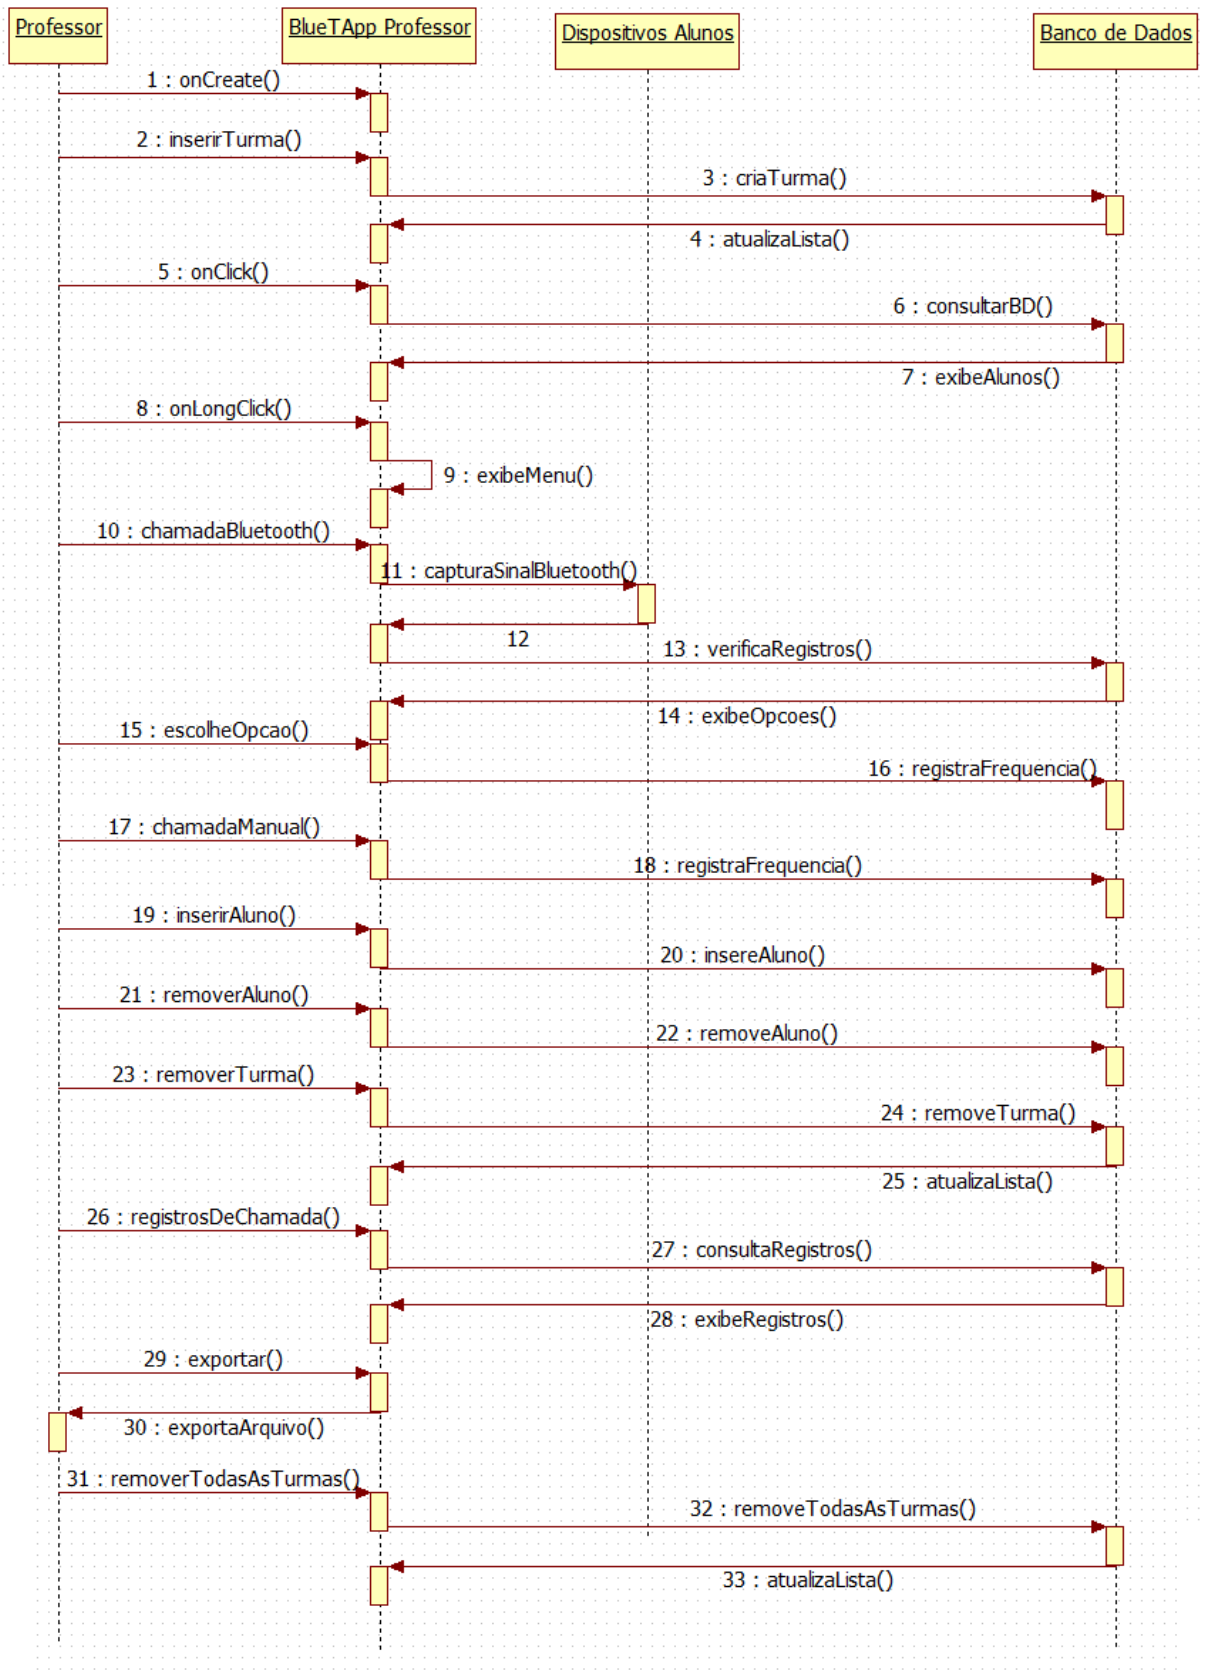 Professor
BlueTApp Professor
Dispositivos Alunos
Banco de Dados
1 : onCreate()
2 : inserirTurma()
3 : criaTurma()
4 : atualizaLista()
5 : onClick()
6 : consultarBD()
7 : exibeAlunos()
8 : onLongClick()
9 : exibeMenu()
10 : chamadaBluetooth()
11 : capturaSinalBluetooth()
12
13 : verificaRegistros()
14 : exibeOpcoes()
15 : escolheOpcao()
16 : registraFrequencia()
17 : chamadaManual()
18 : registraFrequencia()
19 : inserirAluno()
20 : insereAluno()
21 : removerAluno()
22 : removeAluno()
23 : removerTurma()
24 : removeTurma()
25 : atualizaLista()
26 : registrosDeChamada()
27 : consultaRegistros()
28 : exibeRegistros()
29 : exportar()
30 : exportaArquivo()
31 : removerTodasAsTurmas()
32 : removeTodasAsTurmas()
33 : atualizaLista()